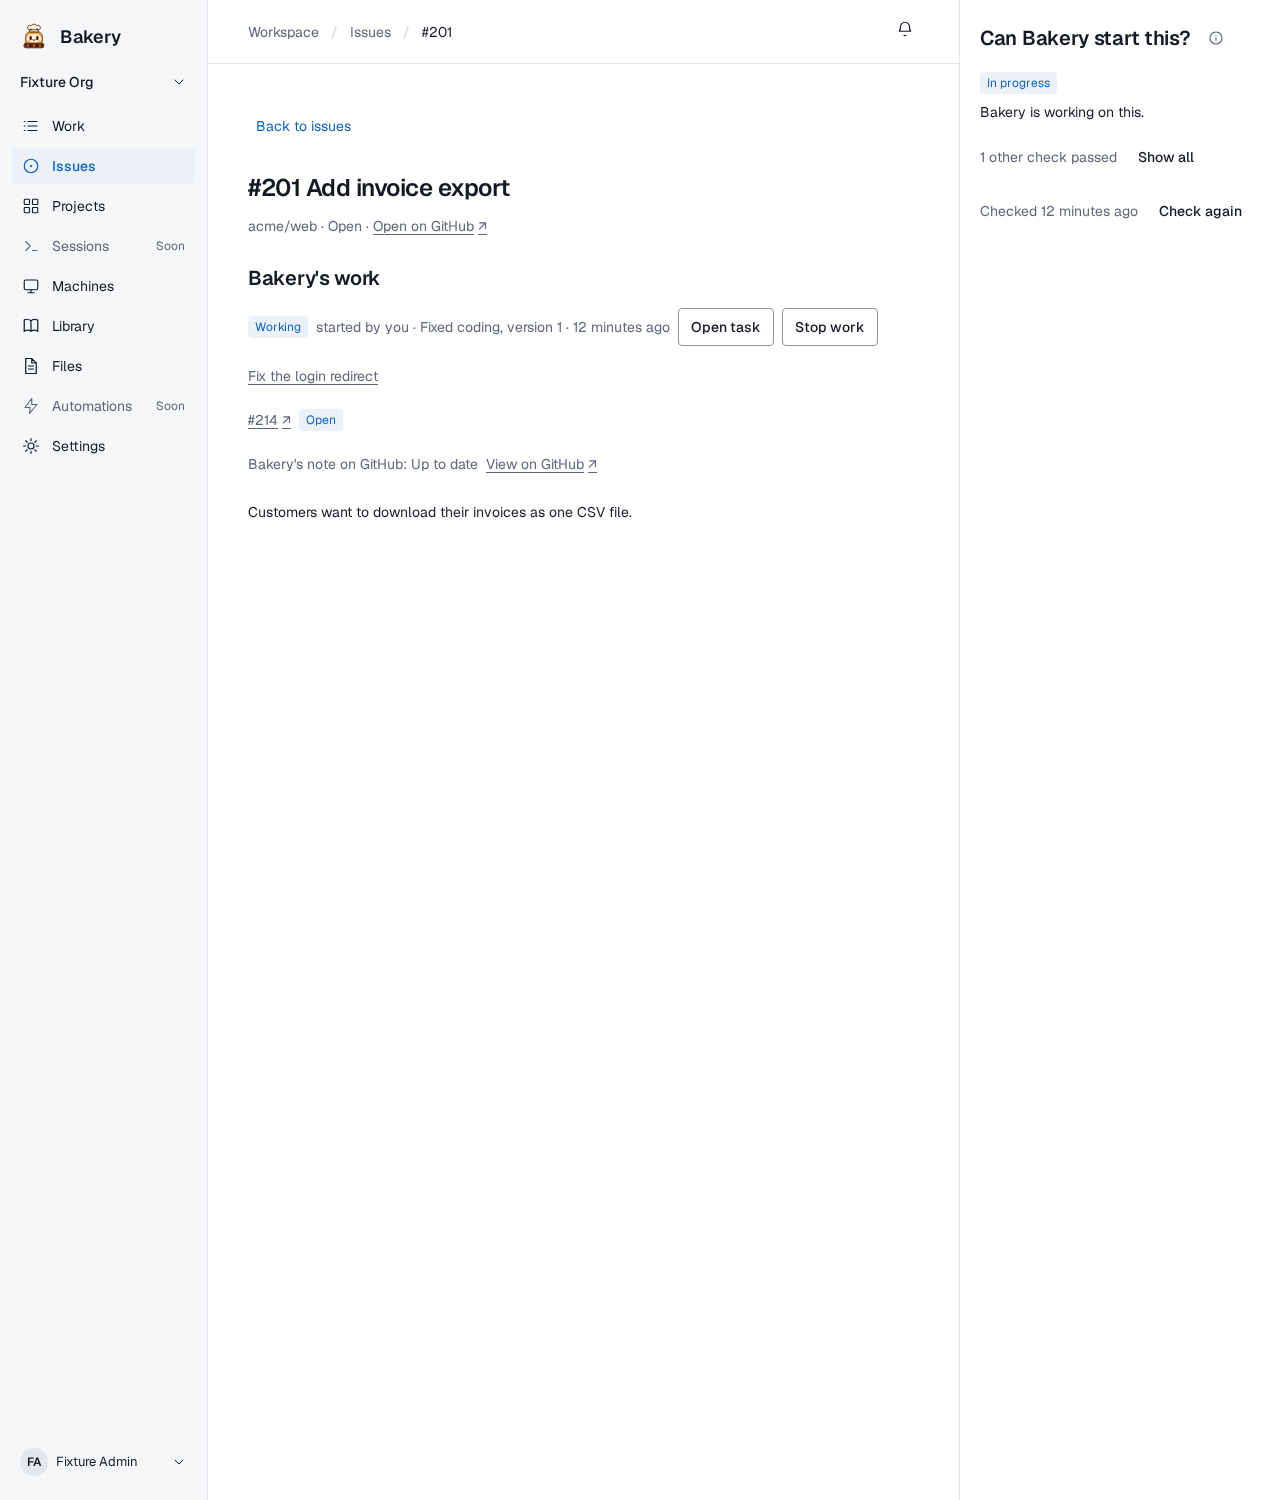 Bakery
Fixture Org
Work
Issues
Projects
Sessions Soon
Machines
Library
Files
Automations Soon
Settings
FA Fixture Admin
Workspace / Issues / #201
Back to issues
#201 Add invoice export
acme/web · Open · Open on GitHub ↗
Bakery's work
Working started by you · Fixed coding, version 1 · 12 minutes ago Open task Stop work
Fix the login redirect
#214 ↗ Open
Bakery's note on GitHub: Up to date View on GitHub ↗
Customers want to download their invoices as one CSV file.
Can Bakery start this?
In progress
Bakery is working on this.
1 other check passed Show all
Checked 12 minutes ago Check again